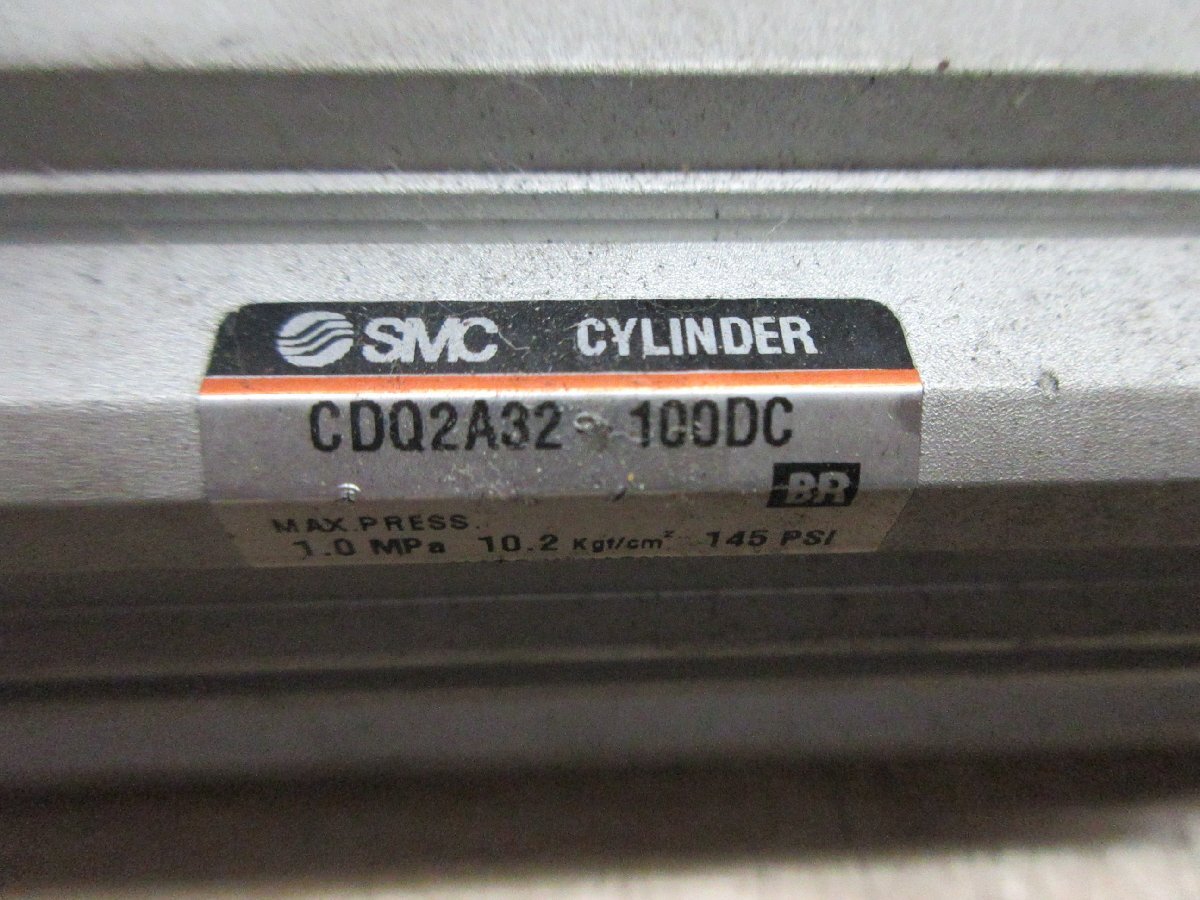 SMC CYLINDER
CDQ2A32-100DC
BR
MAX.PRESS.
1.0 MPa 10.2 Kgf/cm² 145 PSI